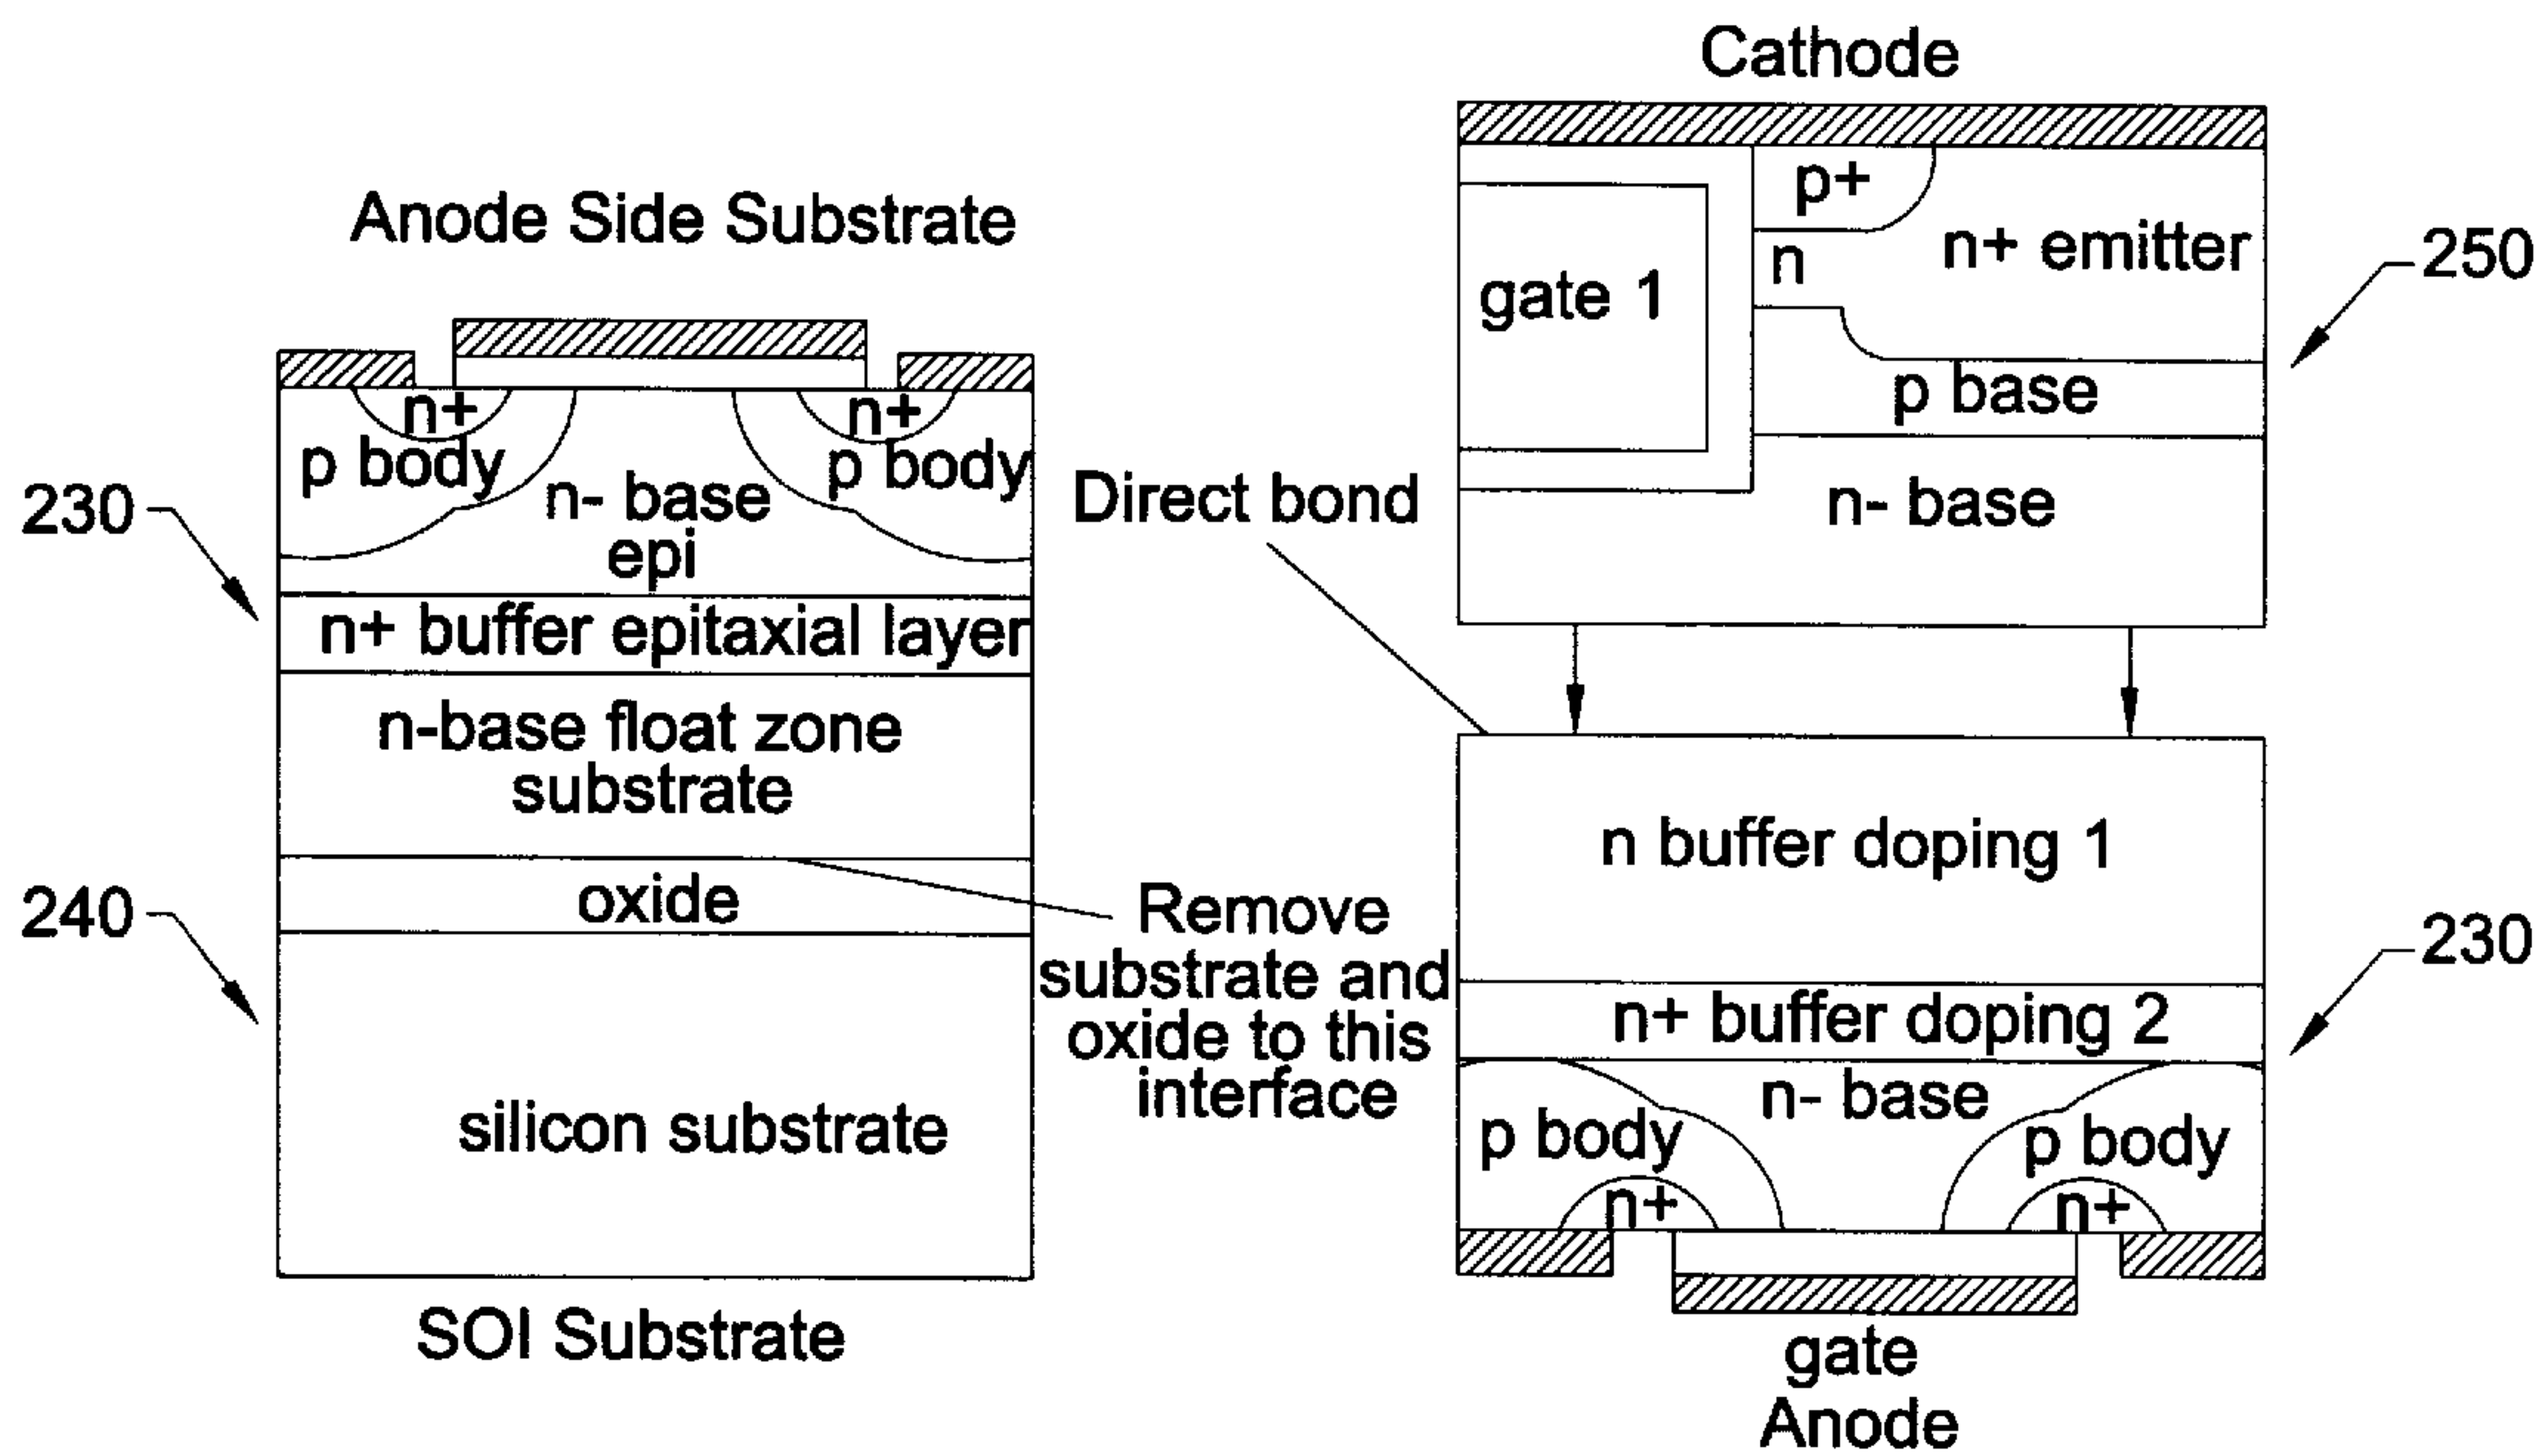 Anode Side Substrate
n+
n+
p body
p body
n- base
epi
230
n+ buffer epitaxial layer
n-base float zone
substrate
oxide
240
silicon substrate
SOI Substrate
Remove
substrate and
oxide to this
interface
Direct bond
Cathode
p+
n
n+ emitter
gate 1
250
p base
n- base
n buffer doping 1
230
n+ buffer doping 2
n- base
p body
p body
n+
n+
gate
Anode